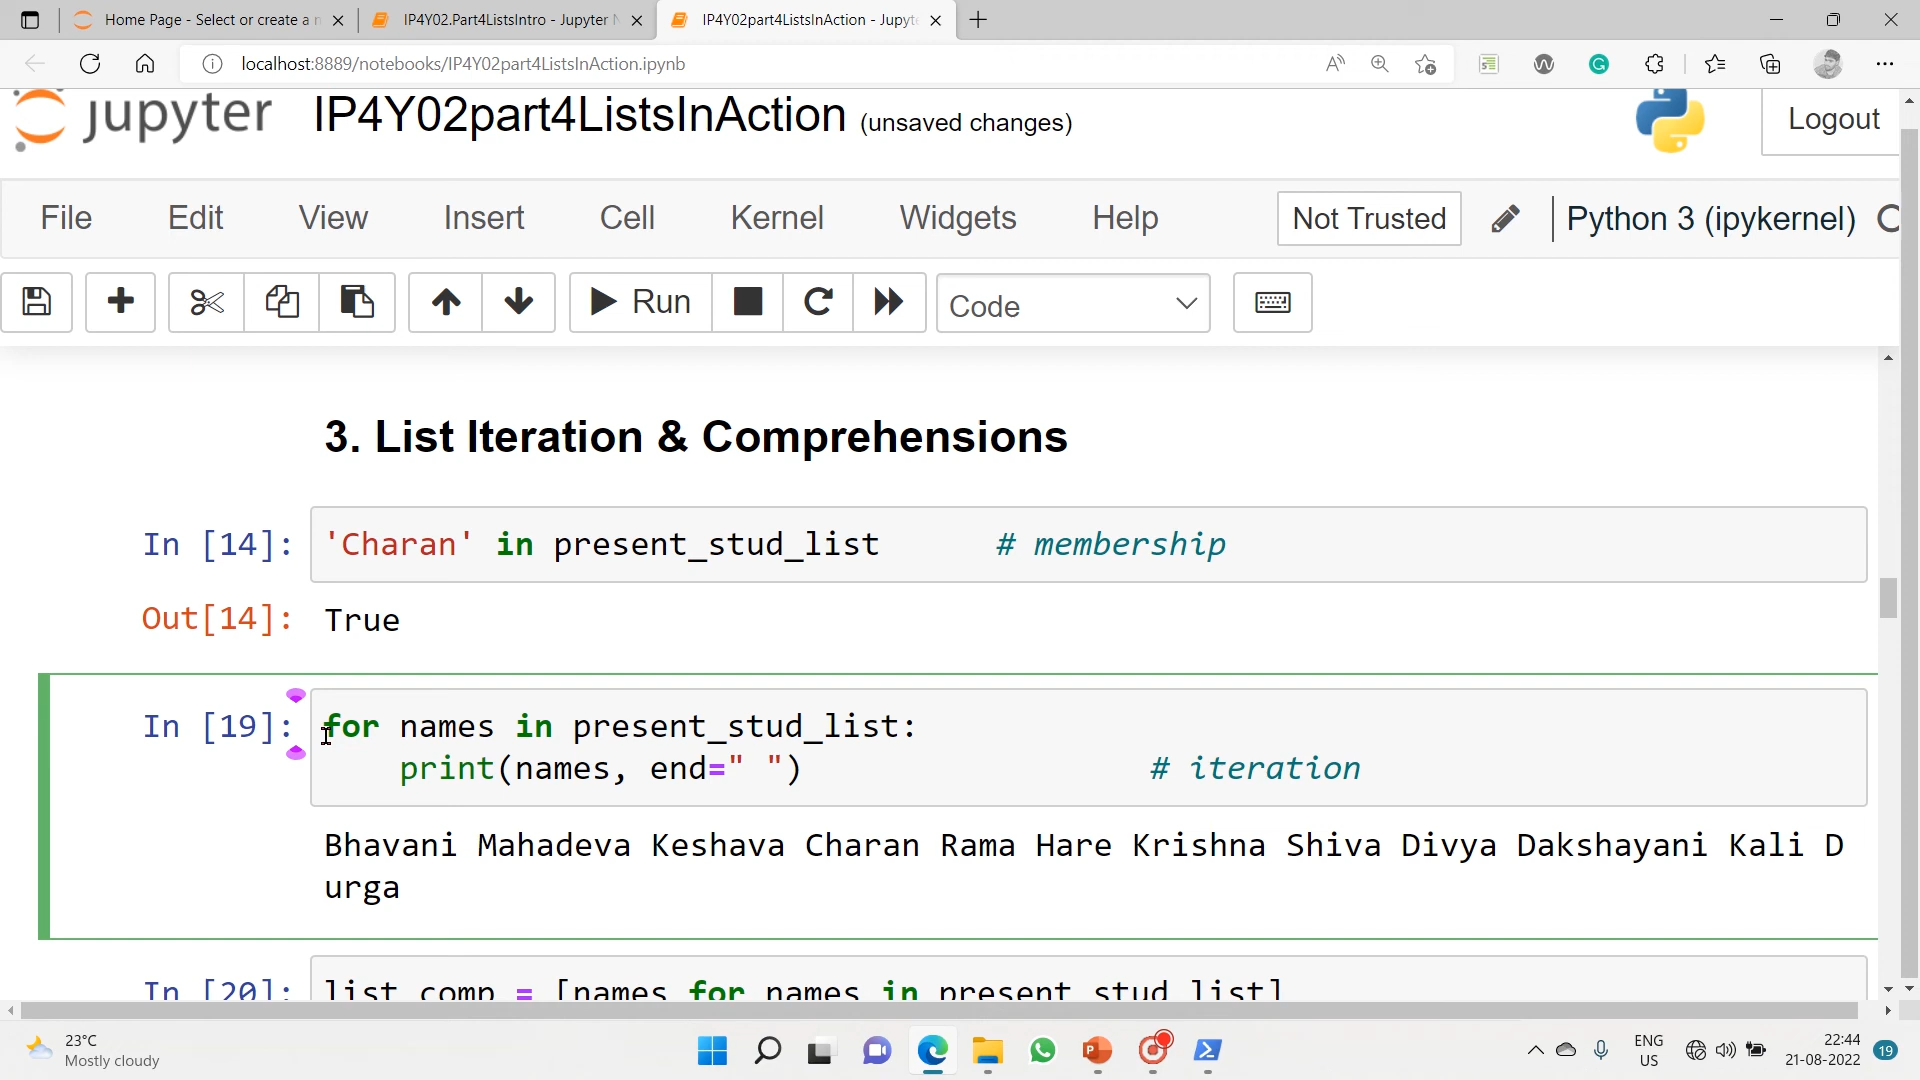 Home Page - Select or create a n
IP4Y02.Part4ListsIntro - Jupyter N
IP4Y02part4ListsInAction - Jupyte
localhost:8889/notebooks/IP4Y02part4ListsInAction.ipynb
jupyter IP4Y02part4ListsInAction (unsaved changes)
Logout
File Edit View Insert Cell Kernel Widgets Help Not Trusted Python 3 (ipykernel)
Run Code
3. List Iteration & Comprehensions
In [14]: 'Charan' in present_stud_list # membership
Out[14]: True
In [19]: for names in present_stud_list:
print(names, end=" ") # iteration
Bhavani Mahadeva Keshava Charan Rama Hare Krishna Shiva Divya Dakshayani Kali D
urga
In [20]: list_comp = [names for names in present_stud_list]
23°C
Mostly cloudy
ENG
US
22:44
21-08-2022
19